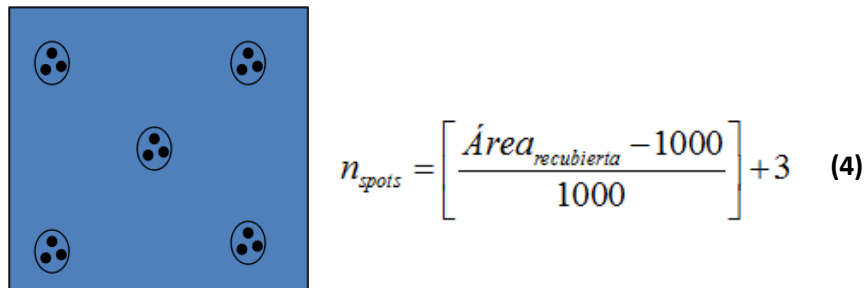 n_spots = [ (Área_recubierta − 1000) / 1000 ] + 3 (4)